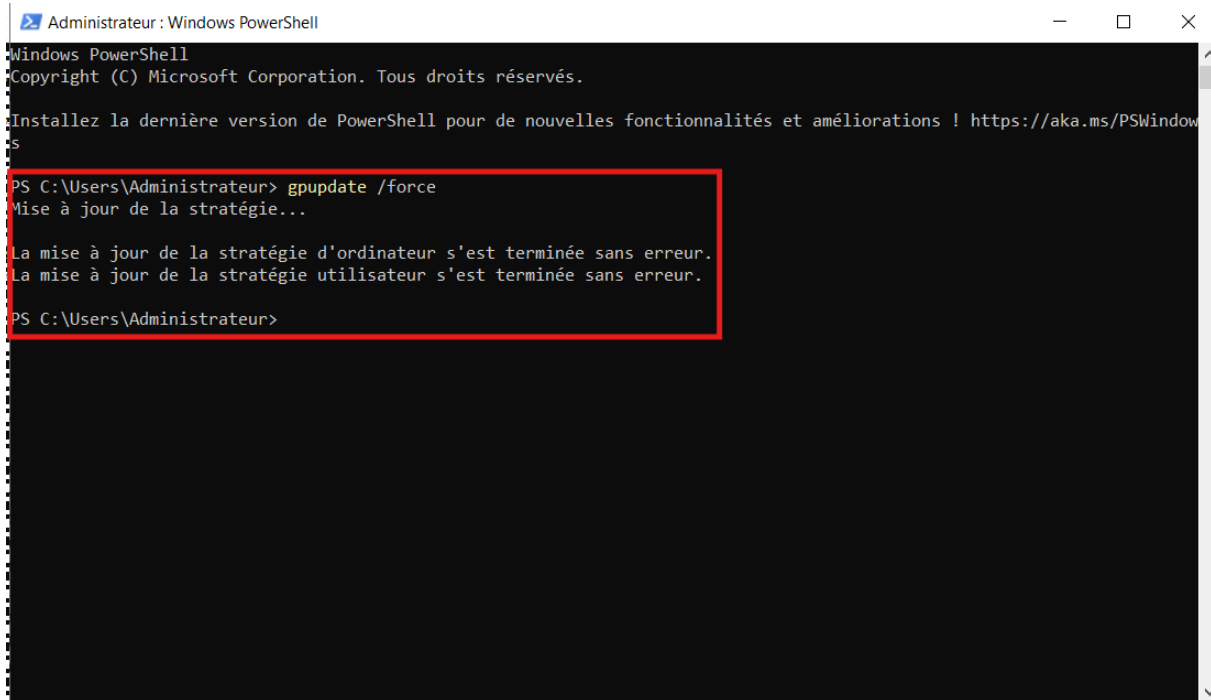 Administrateur : Windows PowerShell
Windows PowerShell
Copyright (C) Microsoft Corporation. Tous droits réservés.
Installez la dernière version de PowerShell pour de nouvelles fonctionnalités et améliorations ! https://aka.ms/PSWindow
s
PS C:\Users\Administrateur> gpupdate /force
Mise à jour de la stratégie...
La mise à jour de la stratégie d'ordinateur s'est terminée sans erreur.
La mise à jour de la stratégie utilisateur s'est terminée sans erreur.
PS C:\Users\Administrateur>